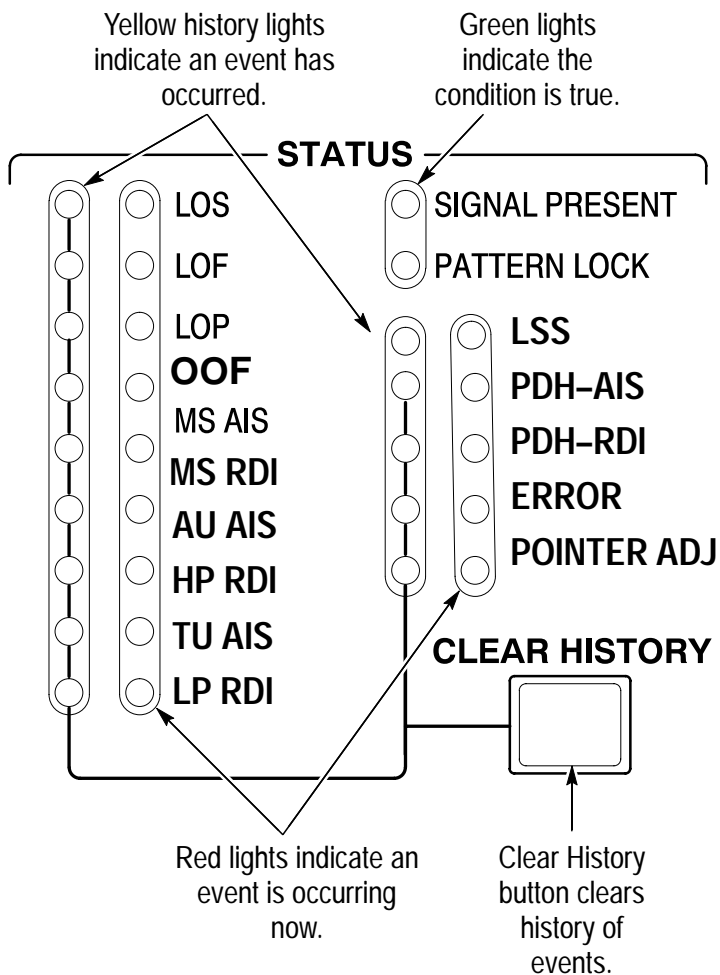 Yellow history lights
indicate an event has
occurred.
Green lights
indicate the
condition is true.
STATUS
LOS
LOF
LOP
OOF
MS AIS
MS RDI
AU AIS
HP RDI
TU AIS
LP RDI
SIGNAL PRESENT
PATTERN LOCK
LSS
PDH–AIS
PDH–RDI
ERROR
POINTER ADJ
CLEAR HISTORY
Red lights indicate an
event is occurring
now.
Clear History
button clears
history of
events.